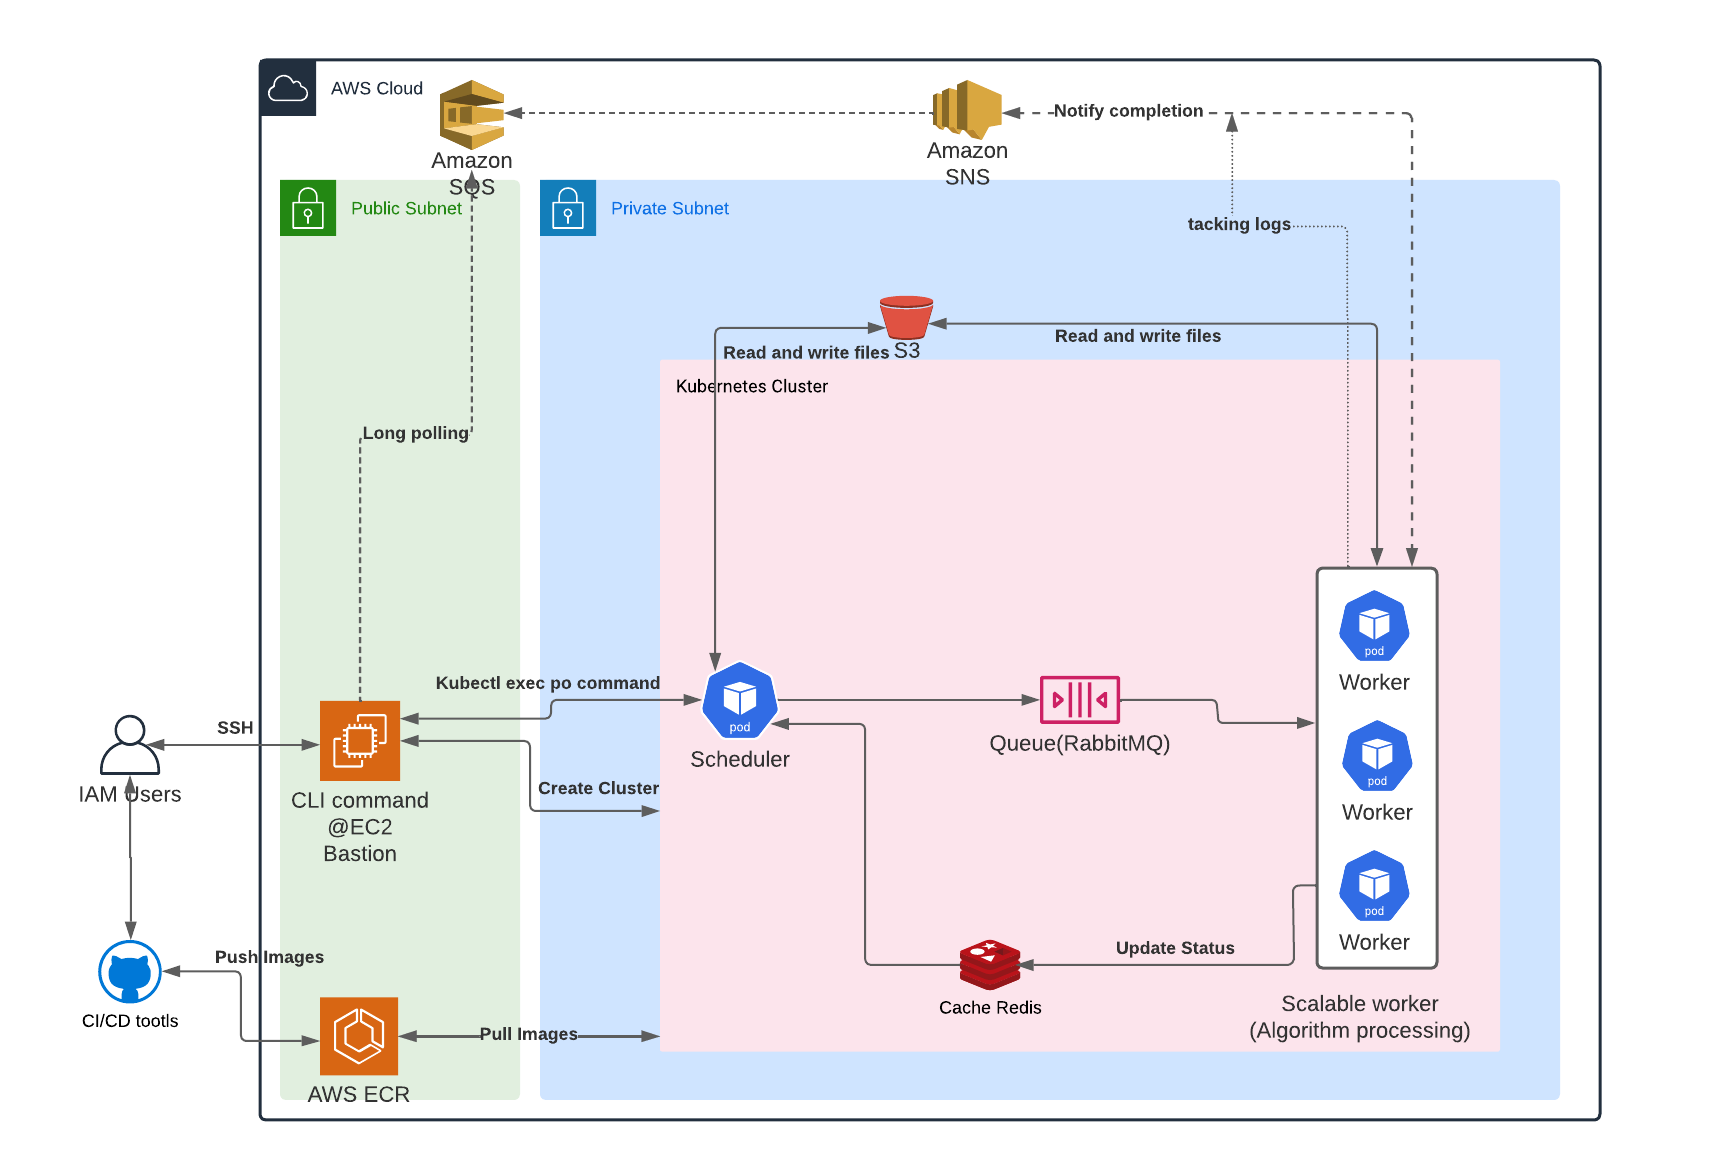 AWS Cloud
Amazon
SQS
Amazon
SNS
Notify completion
Public Subnet
Private Subnet
tacking logs
Read and write files
S3
Read and write files
Kubernetes Cluster
Long polling
Kubectl exec po command
pod
Scheduler
Queue(RabbitMQ)
pod
Worker
pod
Worker
pod
Worker
SSH
IAM Users
CLI command
@EC2
Bastion
Create Cluster
Update Status
Cache Redis
Scalable worker
(Algorithm processing)
Push Images
CI/CD tootls
Pull Images
AWS ECR